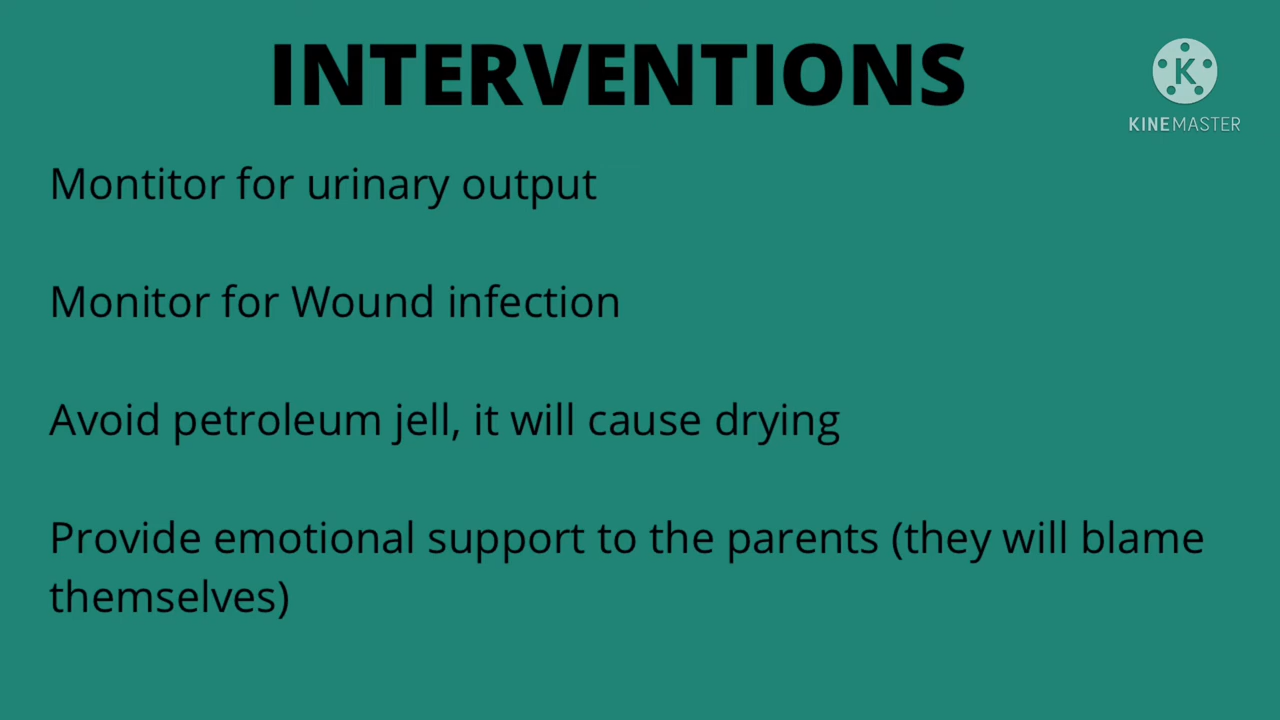 INTERVENTIONS
K
KINEMASTER
Montitor for urinary output
Monitor for Wound infection
Avoid petroleum jell, it will cause drying
Provide emotional support to the parents (they will blame
themselves)